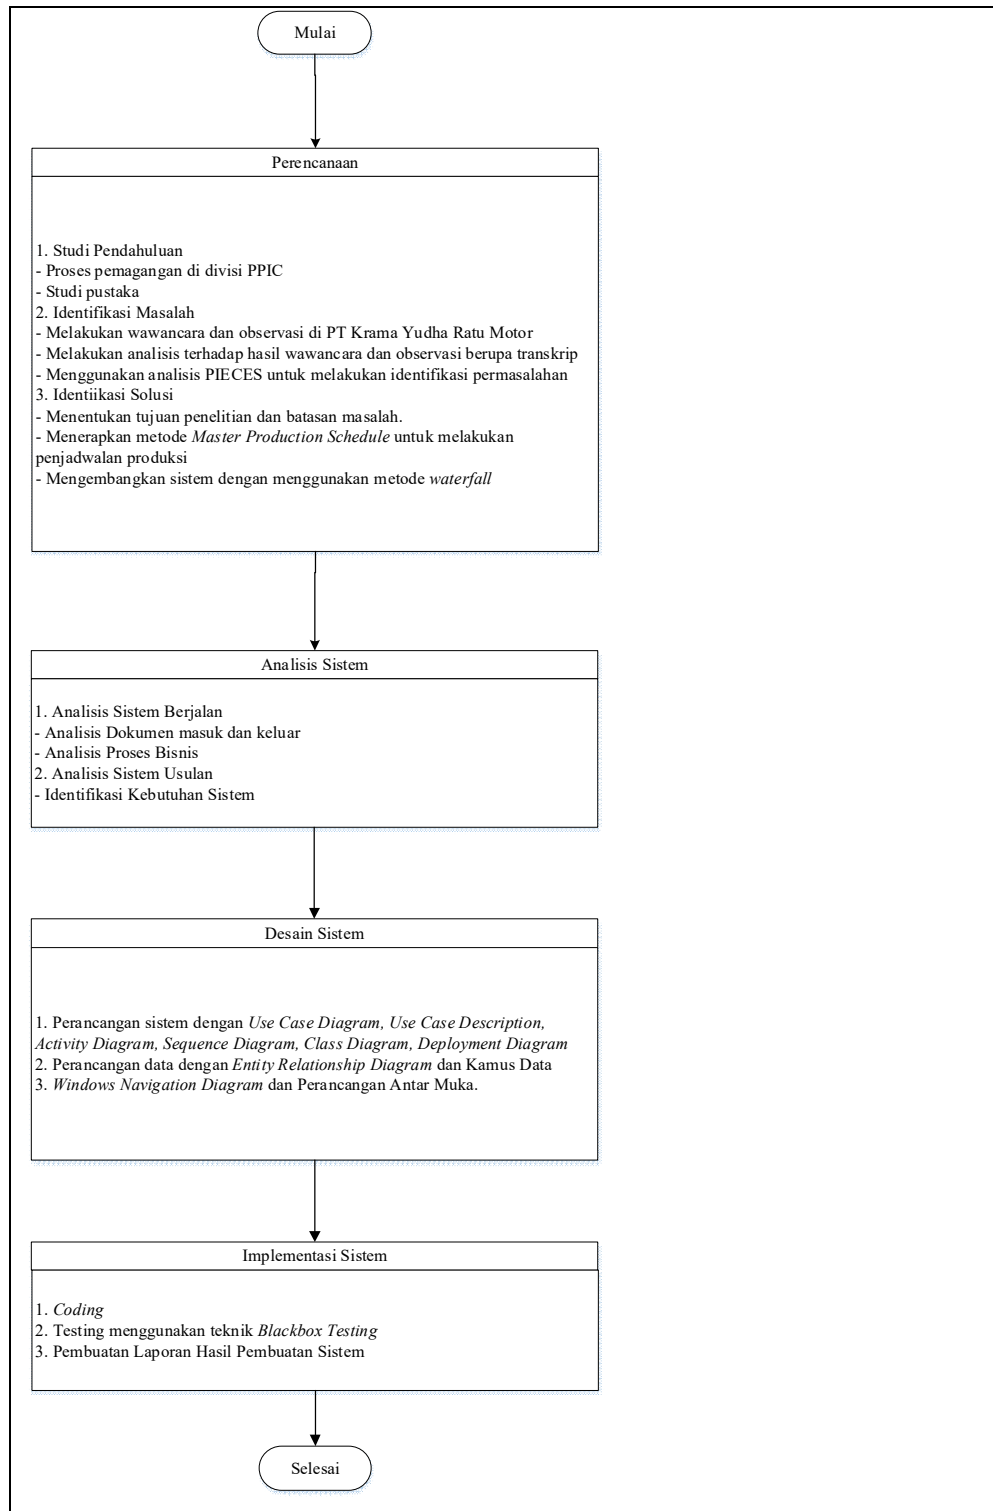 Mulai
Perencanaan
1. Studi Pendahuluan
- Proses pemagangan di divisi PPIC
- Studi pustaka
2. Identifikasi Masalah
- Melakukan wawancara dan observasi di PT Krama Yudha Ratu Motor
- Melakukan analisis terhadap hasil wawancara dan observasi berupa transkrip
- Menggunakan analisis PIECES untuk melakukan identifikasi permasalahan
3. Identiikasi Solusi
- Menentukan tujuan penelitian dan batasan masalah.
- Menerapkan metode Master Production Schedule untuk melakukan
penjadwalan produksi
- Mengembangkan sistem dengan menggunakan metode waterfall
Analisis Sistem
1. Analisis Sistem Berjalan
- Analisis Dokumen masuk dan keluar
- Analisis Proses Bisnis
2. Analisis Sistem Usulan
- Identifikasi Kebutuhan Sistem
Desain Sistem
1. Perancangan sistem dengan Use Case Diagram, Use Case Description,
Activity Diagram, Sequence Diagram, Class Diagram, Deployment Diagram
2. Perancangan data dengan Entity Relationship Diagram dan Kamus Data
3. Windows Navigation Diagram dan Perancangan Antar Muka.
Implementasi Sistem
1. Coding
2. Testing menggunakan teknik Blackbox Testing
3. Pembuatan Laporan Hasil Pembuatan Sistem
Selesai